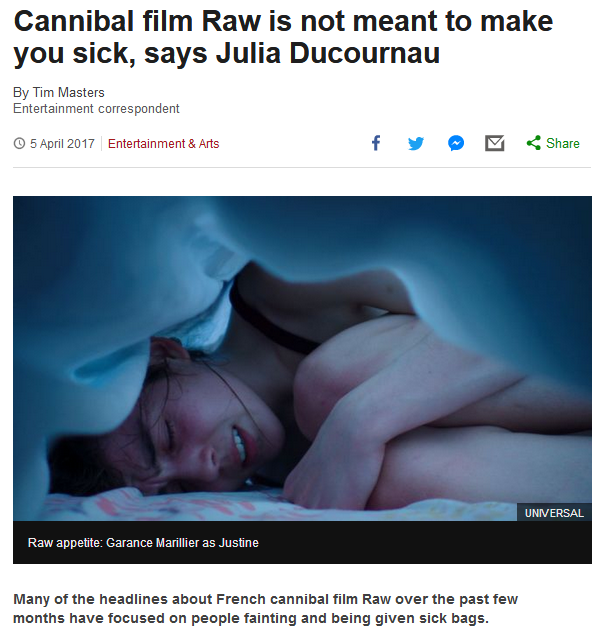 Cannibal film Raw is not meant to make
you sick, says Julia Ducournau
By Tim Masters
Entertainment correspondent
5 April 2017 Entertainment & Arts
Share
UNIVERSAL
Raw appetite: Garance Marillier as Justine
Many of the headlines about French cannibal film Raw over the past few
months have focused on people fainting and being given sick bags.